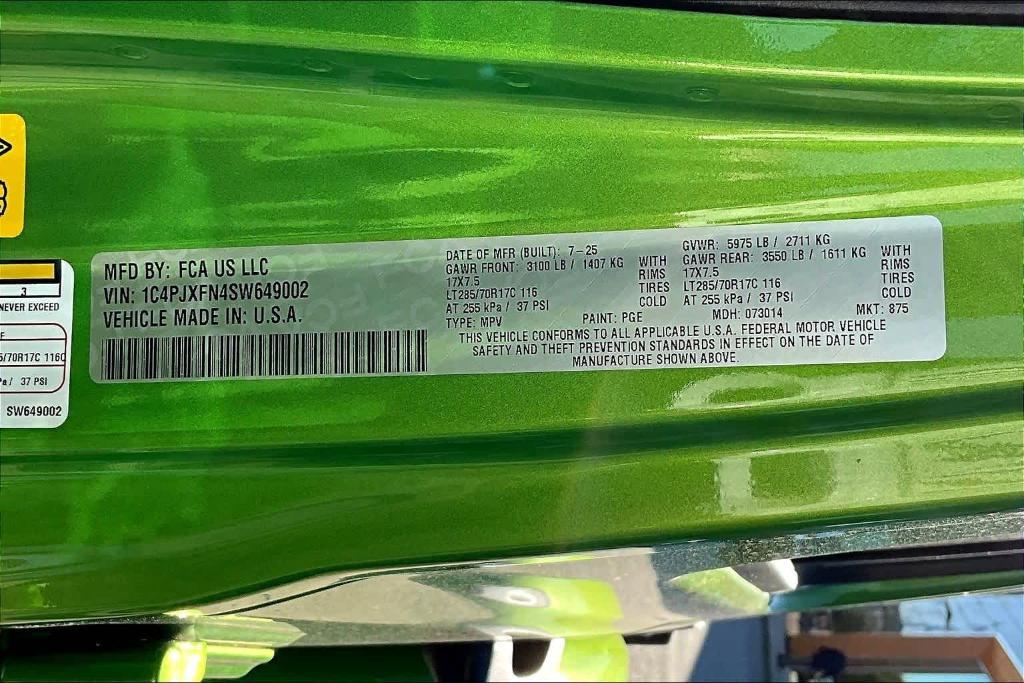 MFD BY: FCA US LLC
VIN: 1C4PJXFN4SW649002
VEHICLE MADE IN: U.S.A.
DATE OF MFR (BUILT): 7-25
GAWR FRONT: 3100 LB / 1407 KG WITH
17X7.5 RIMS
LT285/70R17C 116 TIRES
AT 255 kPa / 37 PSI COLD
TYPE: MPV PAINT: PGE
GVWR: 5975 LB / 2711 KG
GAWR REAR: 3550 LB / 1611 KG WITH
17X7.5 RIMS
LT285/70R17C 116 TIRES
AT 255 kPa / 37 PSI COLD
MDH: 073014 MKT: 875
THIS VEHICLE CONFORMS TO ALL APPLICABLE U.S.A. FEDERAL MOTOR VEHICLE
SAFETY AND THEFT PREVENTION STANDARDS IN EFFECT ON THE DATE OF
MANUFACTURE SHOWN ABOVE.
3
NEVER EXCEED
5/70R17C 116Q
Pa / 37 PSI
SW649002